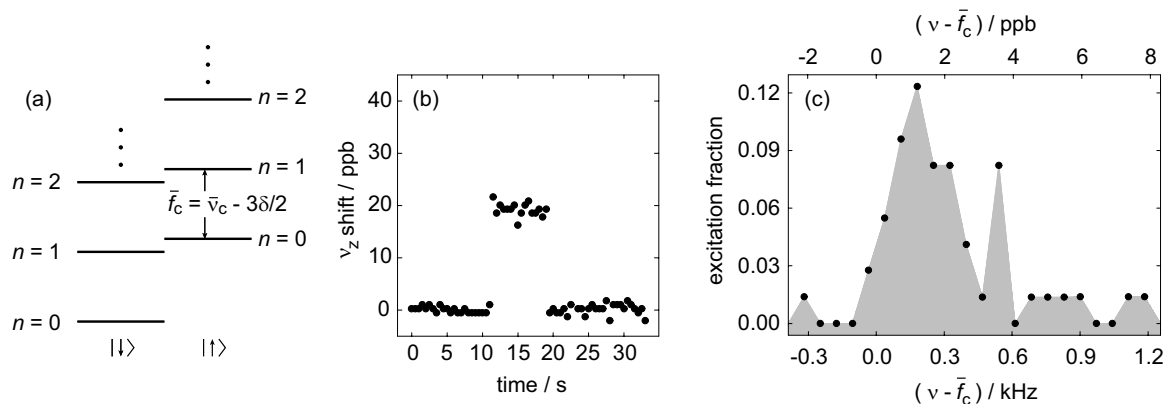 (a)
n = 2
n = 1
n = 0
n = 2
n = 1
f̄c = ν̄c - 3δ/2
n = 0
|↓⟩
|↑⟩
(b)
νz shift / ppb
40
30
20
10
0
0 5 10 15 20 25 30
time / s
(ν - f̄c) / ppb
-2 0 2 4 6 8
(c)
excitation fraction
0.12
0.09
0.06
0.03
0.00
-0.3 0.0 0.3 0.6 0.9 1.2
(ν - f̄c) / kHz